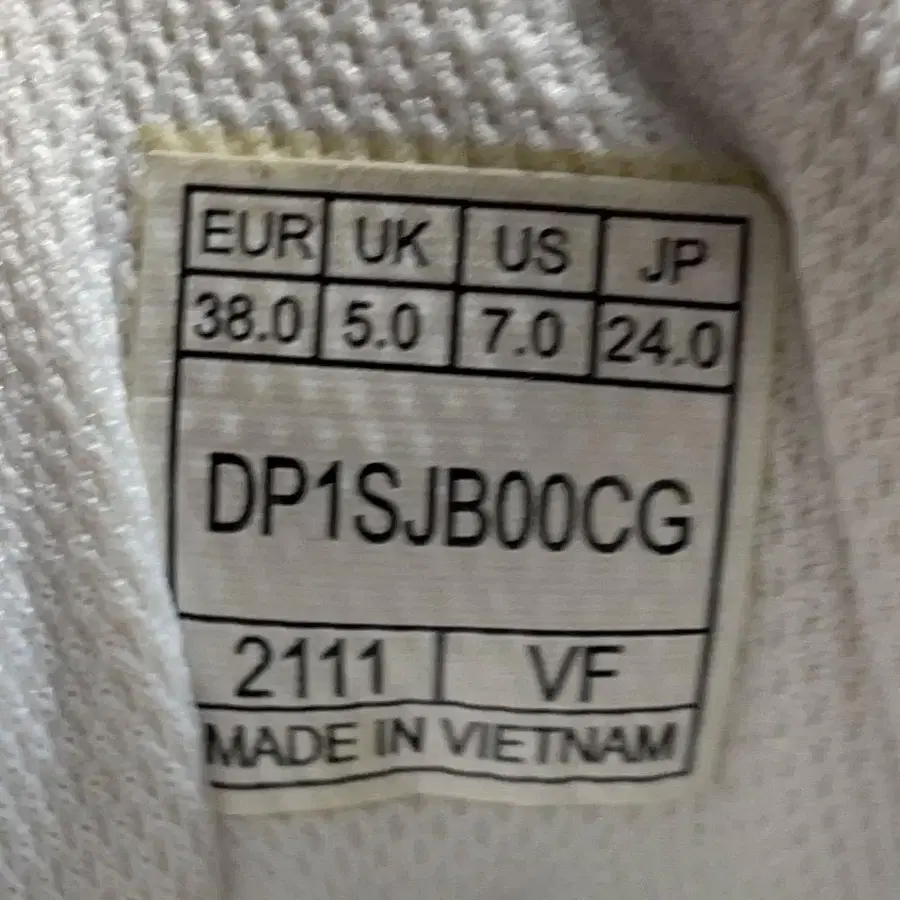 EUR UK US JP
38.0 5.0 7.0 24.0
DP1SJB00CG
2111 VF
MADE IN VIETNAM